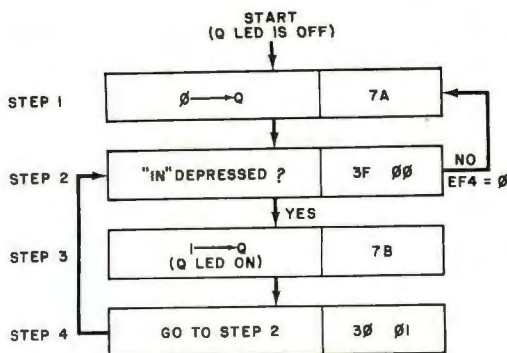 START
(Q LED IS OFF)
STEP 1
Ø → Q
7A
STEP 2
"IN" DEPRESSED ?
3F ØØ
NO
EF4 = Ø
YES
STEP 3
1 → Q
(Q LED ON)
7B
STEP 4
GO TO STEP 2
3Ø Ø1